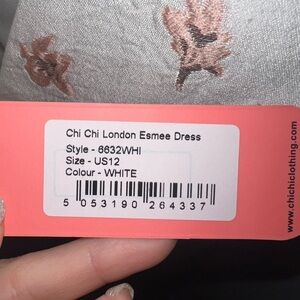 Chi Chi London Esmee Dress
Style - 6632WHI
Size - US12
Colour - WHITE
5 053190 264337
www.chichiclothing.com